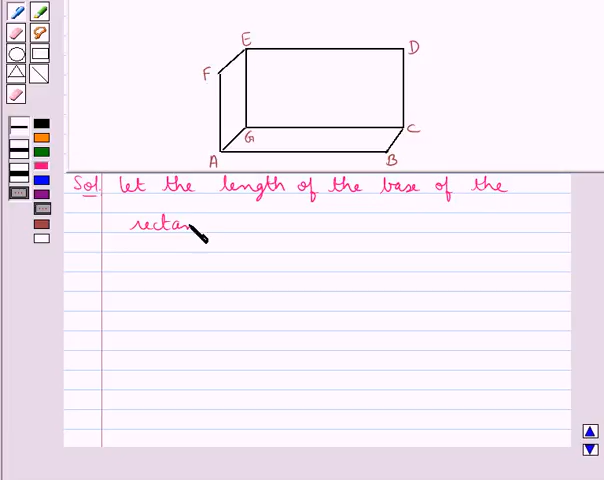 E
D
F
G
C
A
B
Sol. Let the length of the base of the
rectan